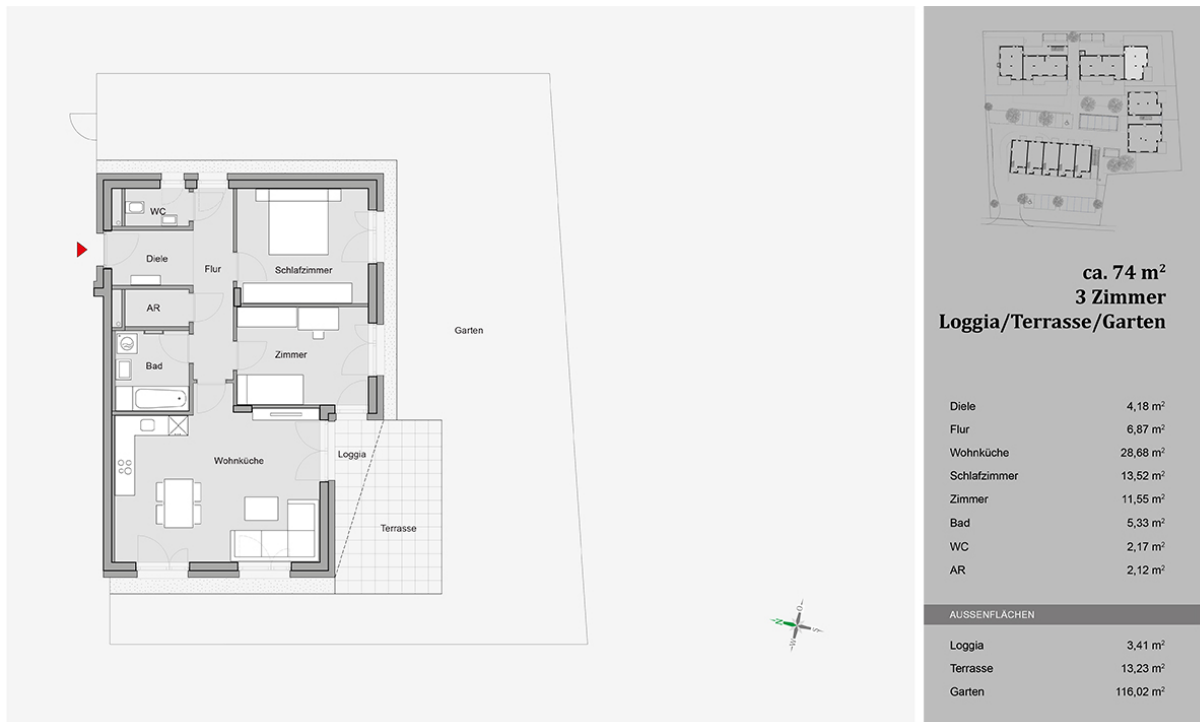 WC
Diele
Flur
Schlafzimmer
AR
Zimmer
Bad
Wohnküche
Loggia
Terrasse
Garten
N
O
S
W
ca. 74 m²
3 Zimmer
Loggia/Terrasse/Garten
Diele 4,18 m²
Flur 6,87 m²
Wohnküche 28,68 m²
Schlafzimmer 13,52 m²
Zimmer 11,55 m²
Bad 5,33 m²
WC 2,17 m²
AR 2,12 m²
AUSSENFLÄCHEN
Loggia 3,41 m²
Terrasse 13,23 m²
Garten 116,02 m²